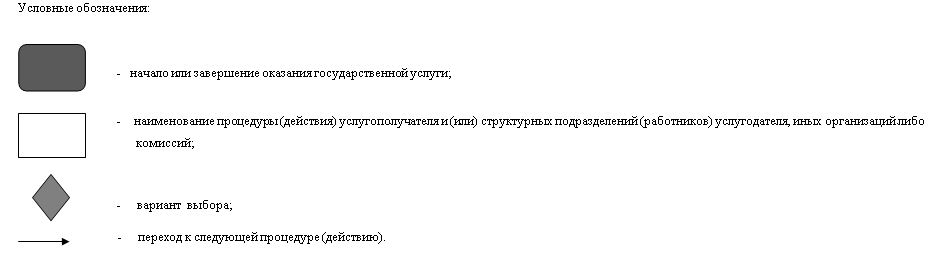 Условные обозначения:
- начало или завершение оказания государственной услуги;
- наименование процедуры (действия) услугополучателя и (или) структурных подразделений (работников) услугодателя, иных организаций либо
комиссий;
- вариант выбора;
- переход к следующей процедуре (действию).